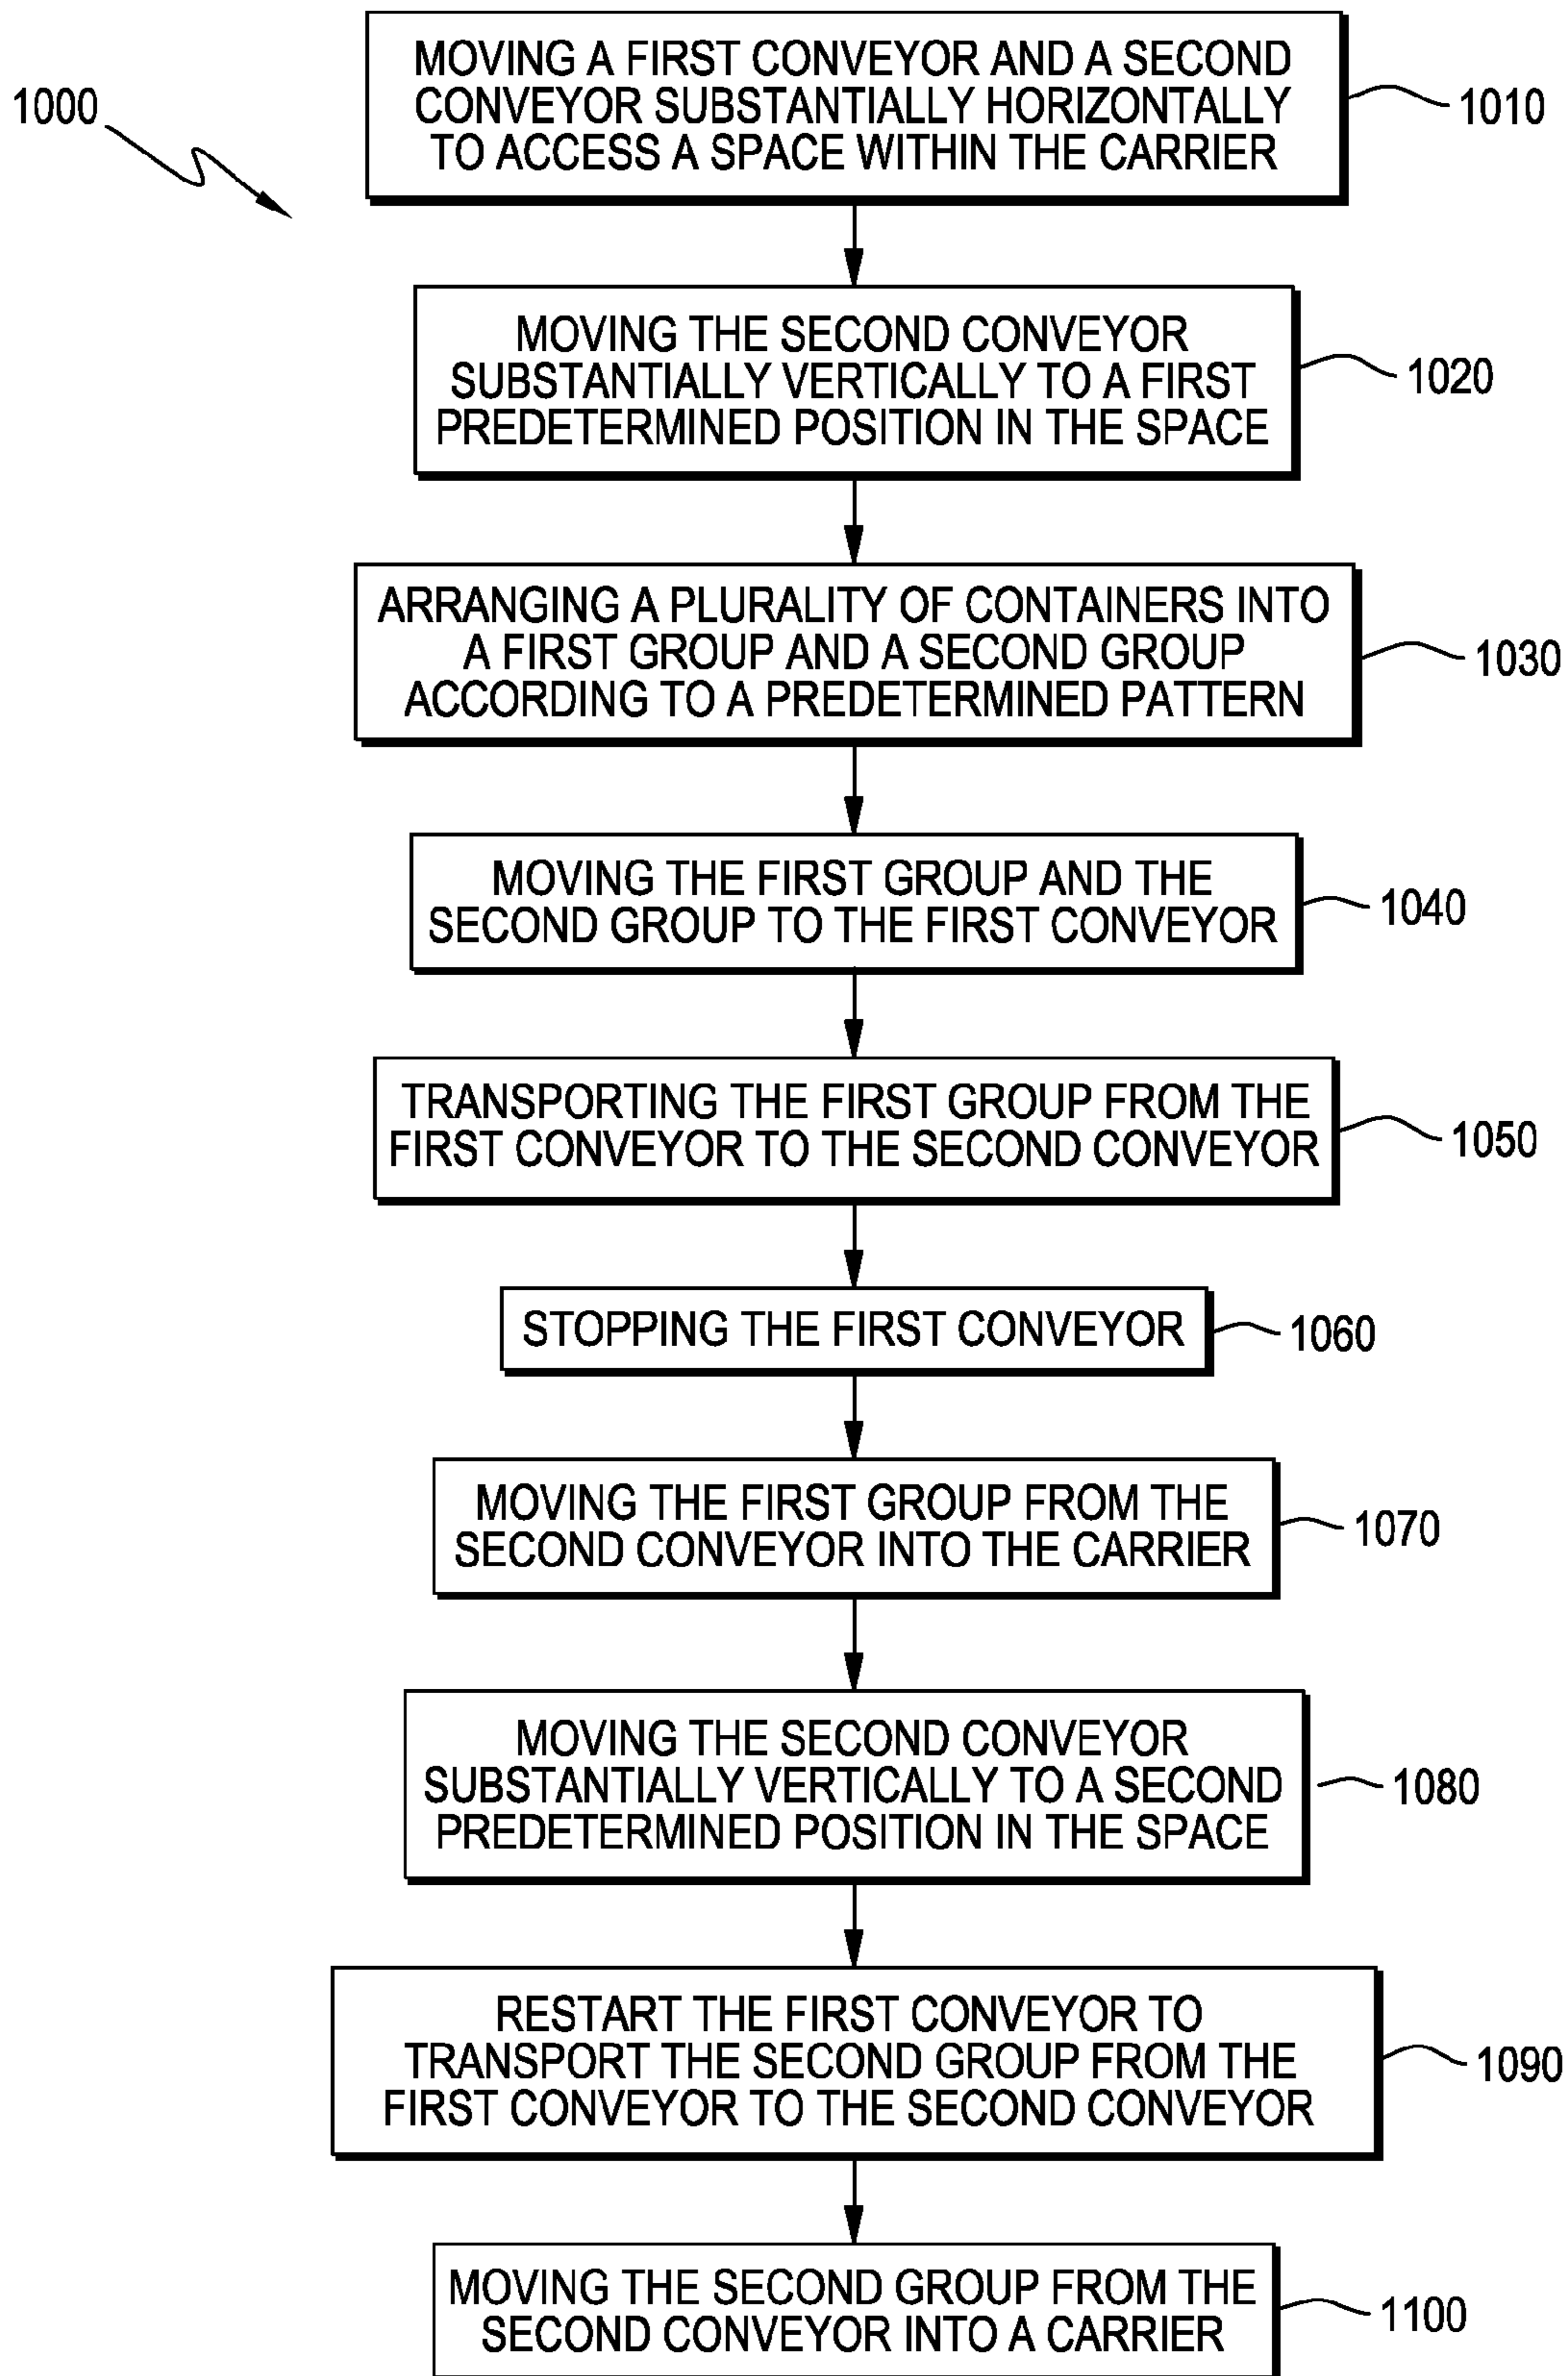 1000
MOVING A FIRST CONVEYOR AND A SECOND
CONVEYOR SUBSTANTIALLY HORIZONTALLY
TO ACCESS A SPACE WITHIN THE CARRIER
1010
MOVING THE SECOND CONVEYOR
SUBSTANTIALLY VERTICALLY TO A FIRST
PREDETERMINED POSITION IN THE SPACE
1020
ARRANGING A PLURALITY OF CONTAINERS INTO
A FIRST GROUP AND A SECOND GROUP
ACCORDING TO A PREDETERMINED PATTERN
1030
MOVING THE FIRST GROUP AND THE
SECOND GROUP TO THE FIRST CONVEYOR
1040
TRANSPORTING THE FIRST GROUP FROM THE
FIRST CONVEYOR TO THE SECOND CONVEYOR
1050
STOPPING THE FIRST CONVEYOR
1060
MOVING THE FIRST GROUP FROM THE
SECOND CONVEYOR INTO THE CARRIER
1070
MOVING THE SECOND CONVEYOR
SUBSTANTIALLY VERTICALLY TO A SECOND
PREDETERMINED POSITION IN THE SPACE
1080
RESTART THE FIRST CONVEYOR TO
TRANSPORT THE SECOND GROUP FROM THE
FIRST CONVEYOR TO THE SECOND CONVEYOR
1090
MOVING THE SECOND GROUP FROM THE
SECOND CONVEYOR INTO A CARRIER
1100